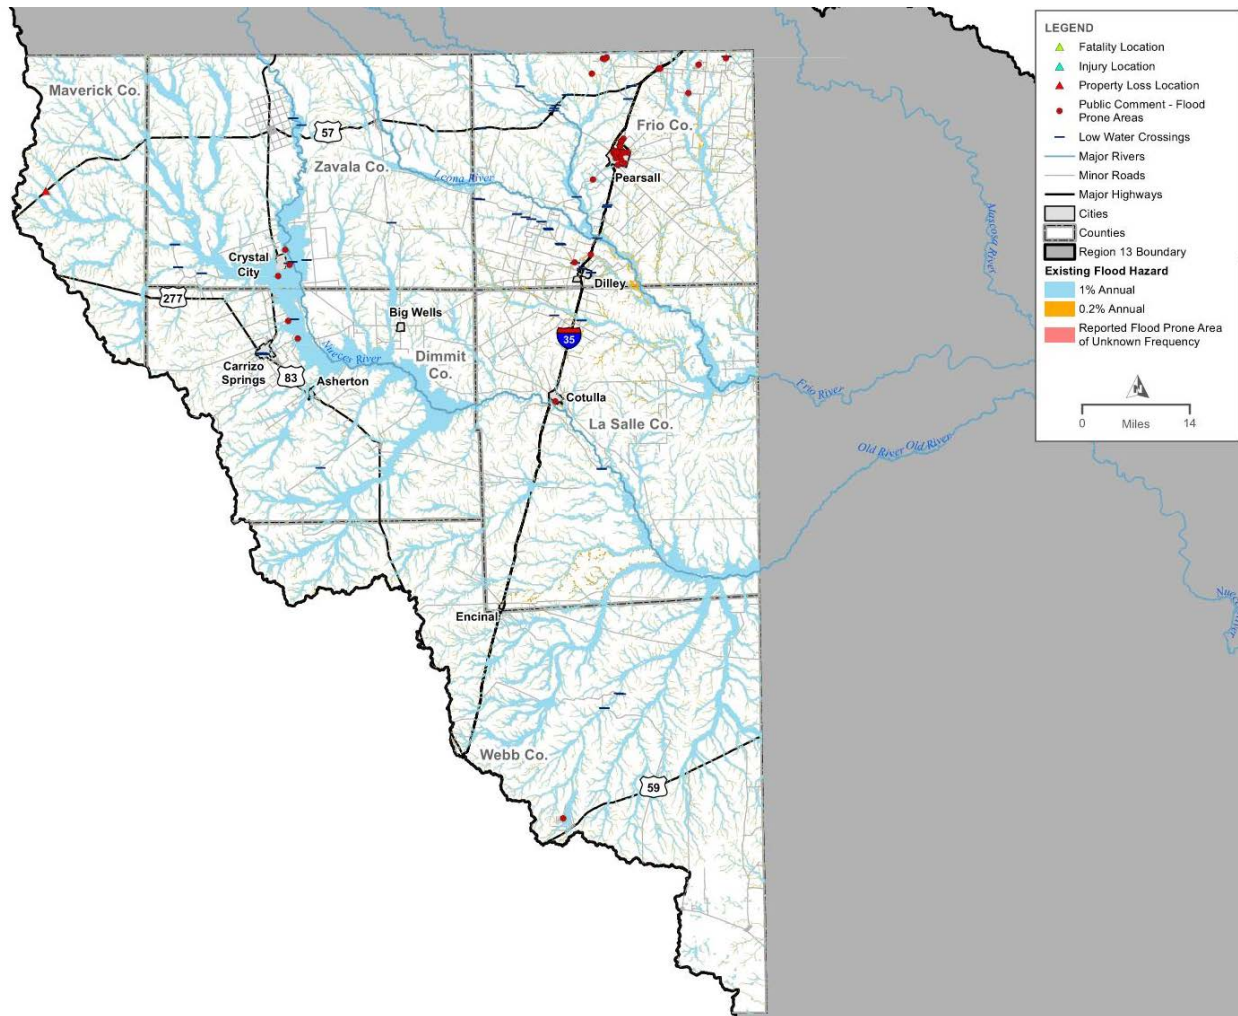 LEGEND
Fatality Location
Injury Location
Property Loss Location
Public Comment - Flood
Prone Areas
Low Water Crossings
Major Rivers
Minor Roads
Major Highways
Cities
Counties
Region 13 Boundary
Existing Flood Hazard
1% Annual
0.2% Annual
Reported Flood Prone Area
of Unknown Frequency
0 Miles 14
Maverick Co.
57
Zavala Co.
Frio Co.
Pearsall
Leona River
Crystal
City
277
Dilley
Big Wells
35
Nueces River
Dimmit
Co.
Carrizo
Springs
83
Asherton
Cotulla
La Salle Co.
Frio River
Old River Old River
Encinal
Webb Co.
59